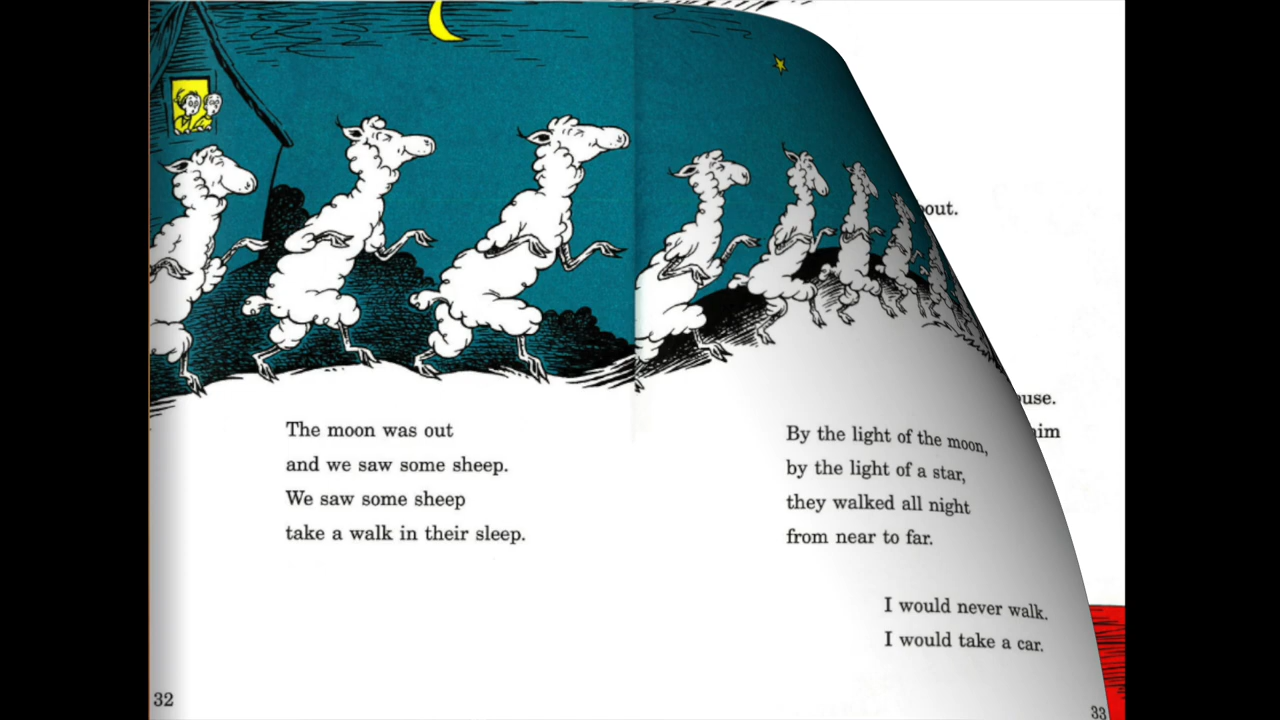 The moon was out
and we saw some sheep.
We saw some sheep
take a walk in their sleep.
32
By the light of the moon,
by the light of a star,
they walked all night
from near to far.
I would never walk.
I would take a car.
33